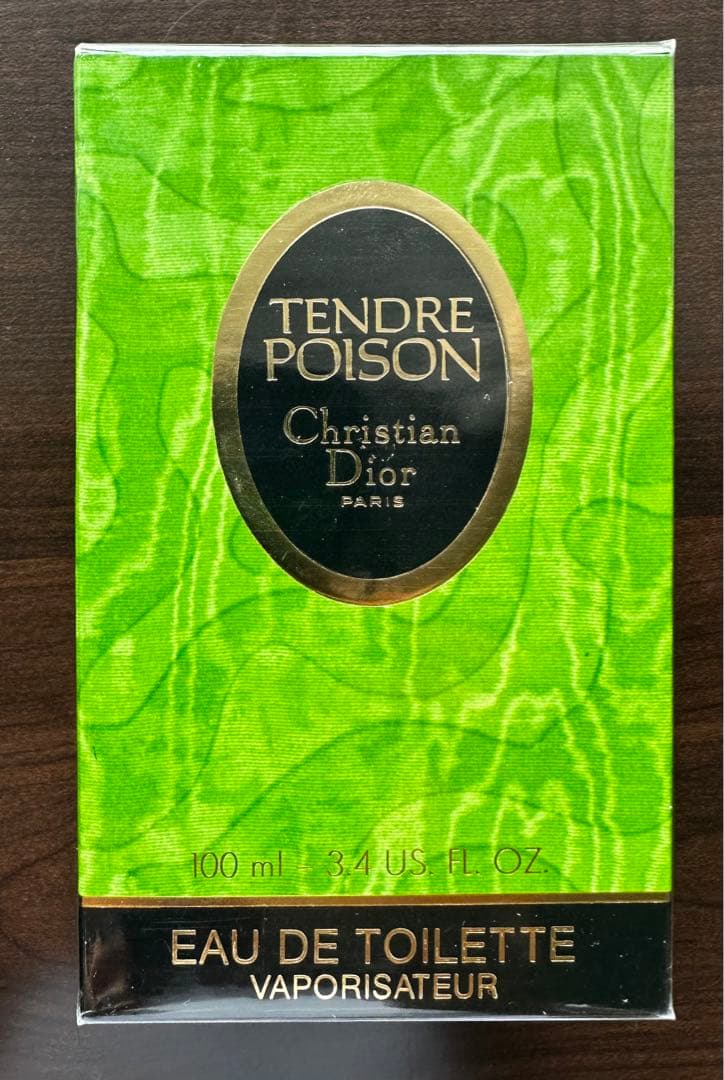 TENDRE
POISON
Christian
Dior
PARIS
100 ml - 3.4 US. FL. OZ.
EAU DE TOILETTE
VAPORISATEUR